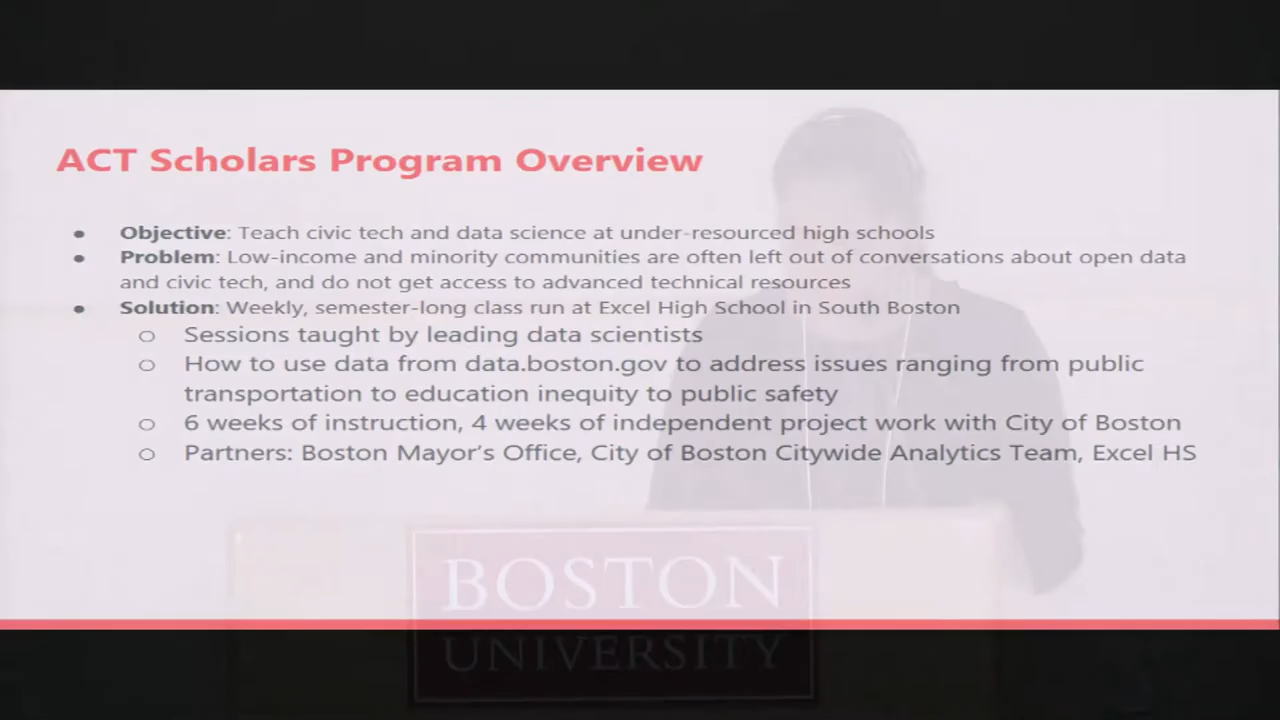 ACT Scholars Program Overview
● Objective: Teach civic tech and data science at under-resourced high schools
● Problem: Low-income and minority communities are often left out of conversations about open data
and civic tech, and do not get access to advanced technical resources
● Solution: Weekly, semester-long class run at Excel High School in South Boston
○ Sessions taught by leading data scientists
○ How to use data from data.boston.gov to address issues ranging from public
transportation to education inequity to public safety
○ 6 weeks of instruction, 4 weeks of independent project work with City of Boston
○ Partners: Boston Mayor's Office, City of Boston Citywide Analytics Team, Excel HS
BOSTON
UNIVERSITY